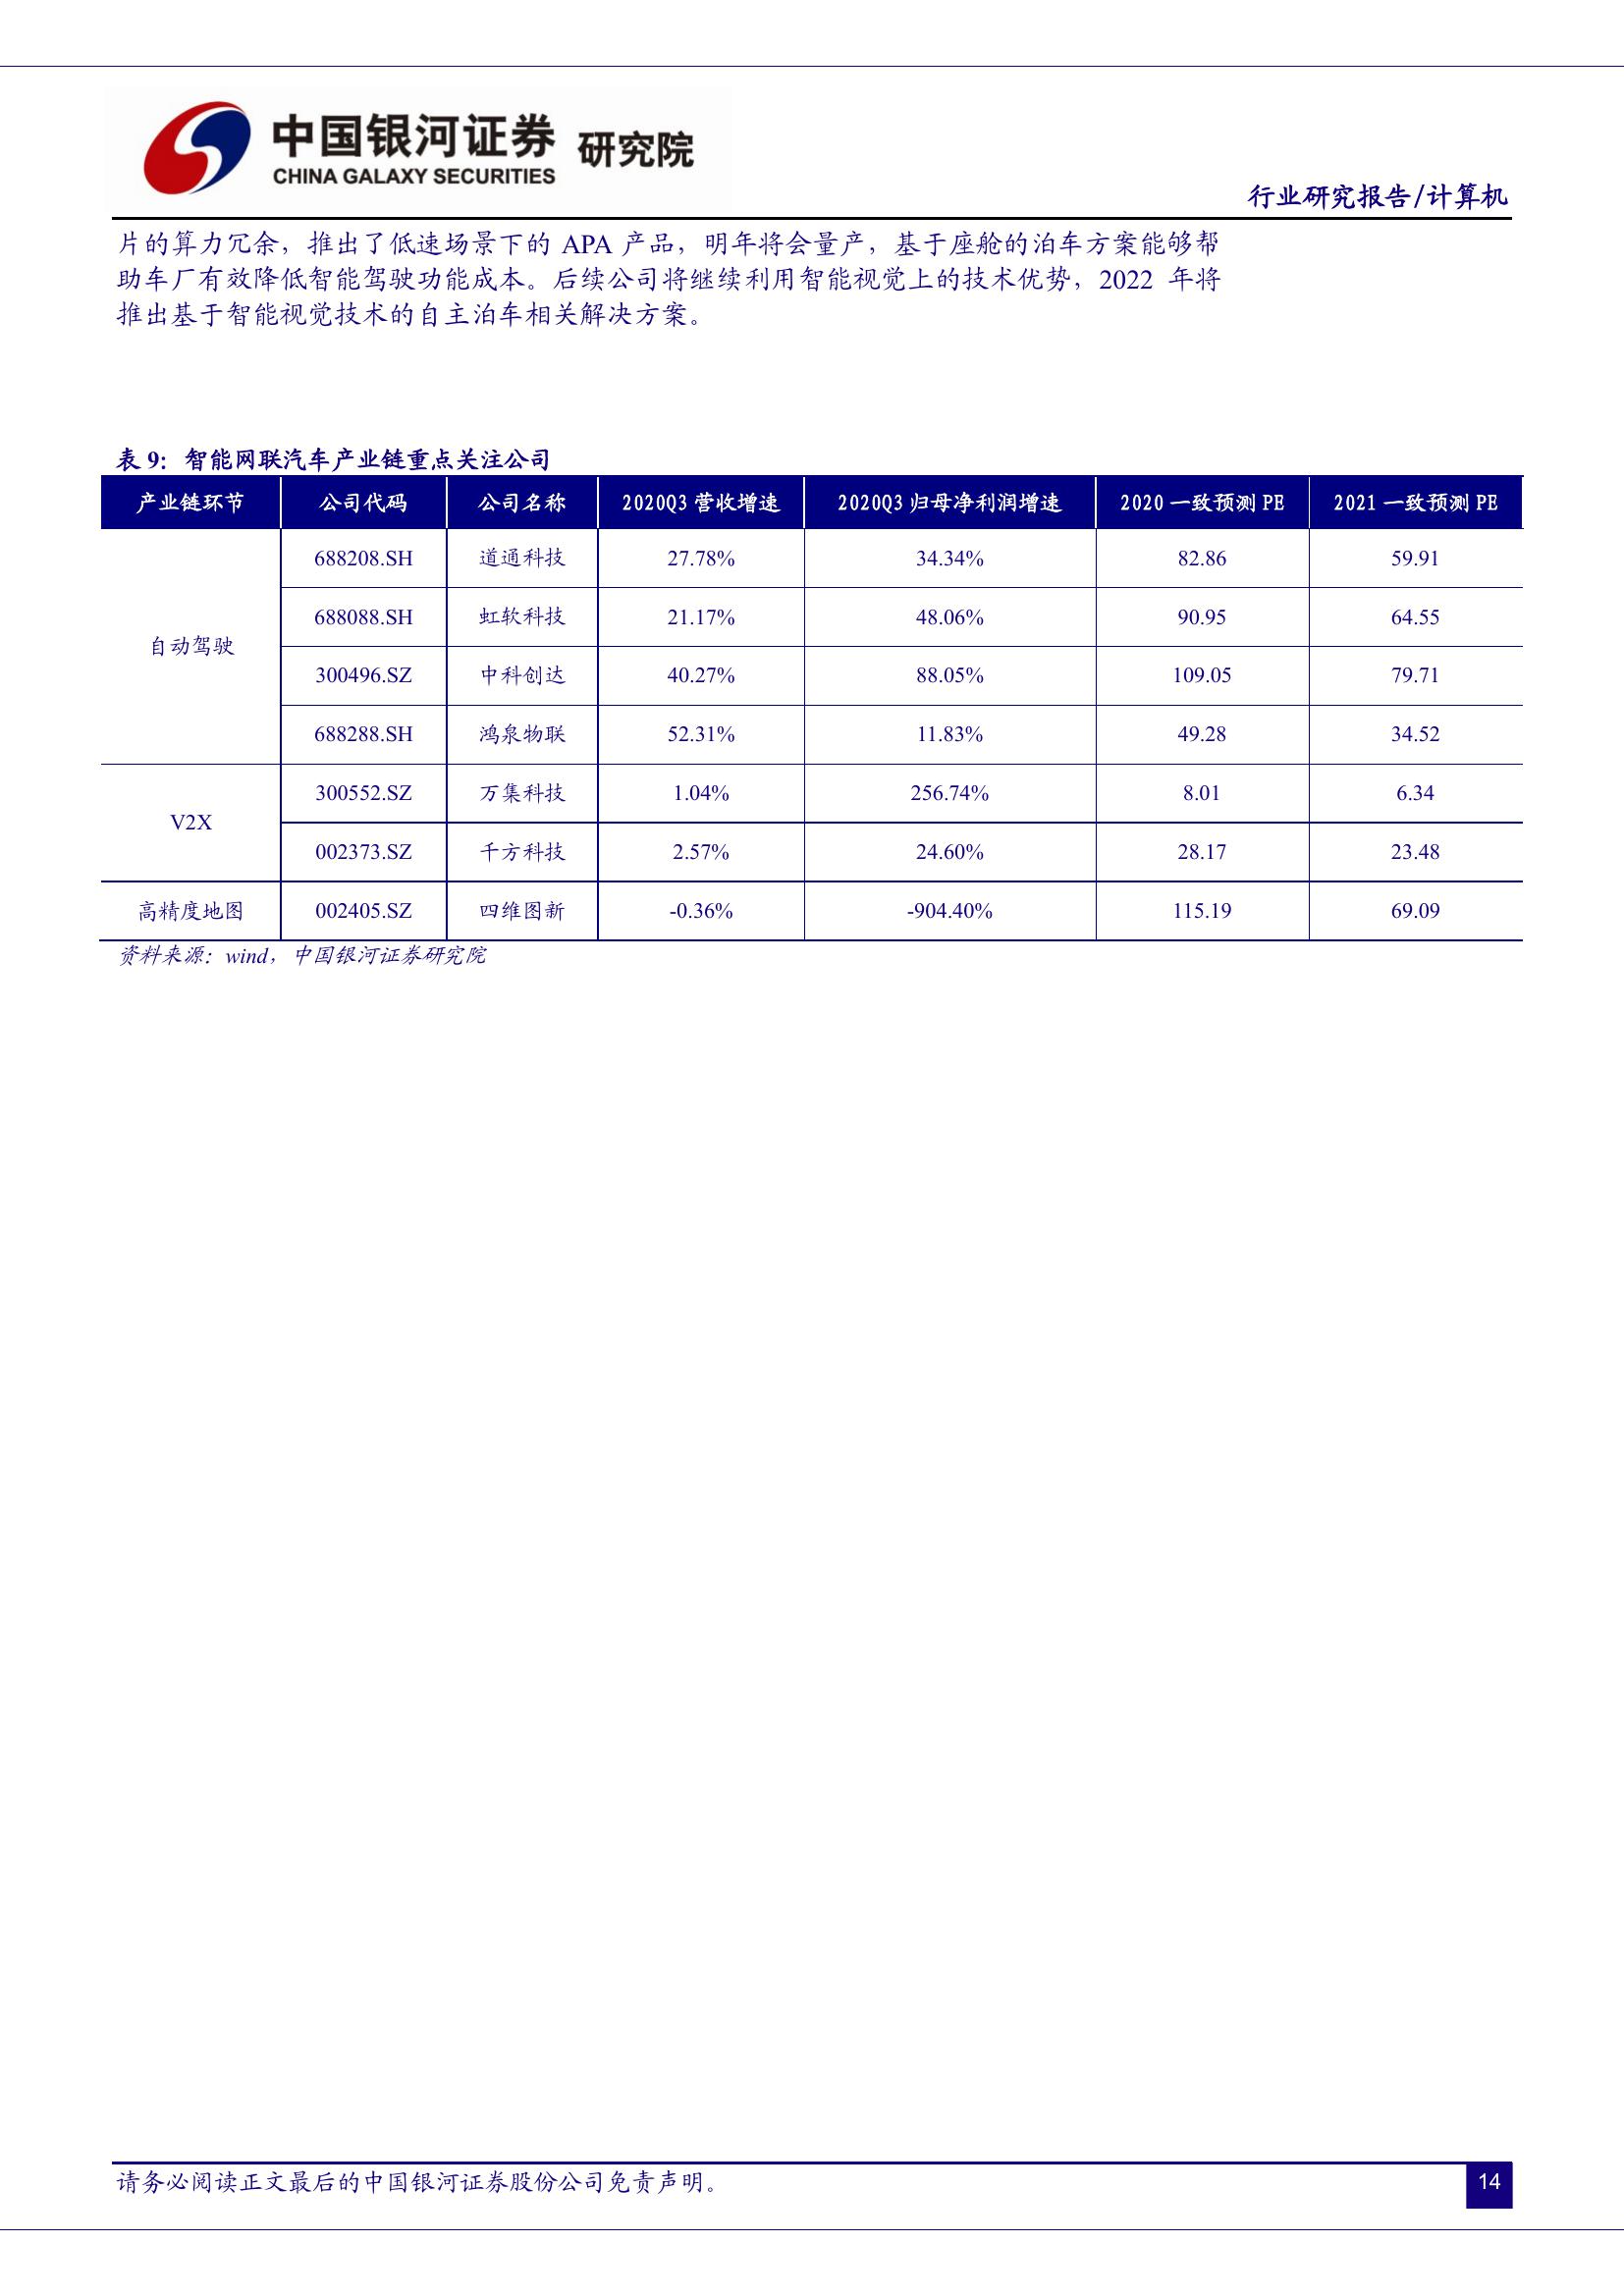 中国银河证券 研究院
CHINA GALAXY SECURITIES
行业研究报告/计算机
片的算力冗余，推出了低速场景下的 APA 产品，明年将会量产，基于座舱的泊车方案能够帮
助车厂有效降低智能驾驶功能成本。后续公司将继续利用智能视觉上的技术优势，2022 年将
推出基于智能视觉技术的自主泊车相关解决方案。
表 9：智能网联汽车产业链重点关注公司
产业链环节 公司代码 公司名称 2020Q3 营收增速 2020Q3 归母净利润增速 2020 一致预测 PE 2021 一致预测 PE
688208.SH 道通科技 27.78% 34.34% 82.86 59.91
688088.SH 虹软科技 21.17% 48.06% 90.95 64.55
自动驾驶
300496.SZ 中科创达 40.27% 88.05% 109.05 79.71
688288.SH 鸿泉物联 52.31% 11.83% 49.28 34.52
300552.SZ 万集科技 1.04% 256.74% 8.01 6.34
V2X
002373.SZ 千方科技 2.57% 24.60% 28.17 23.48
高精度地图 002405.SZ 四维图新 -0.36% -904.40% 115.19 69.09
资料来源：wind，中国银河证券研究院
请务必阅读正文最后的中国银河证券股份公司免责声明。
14